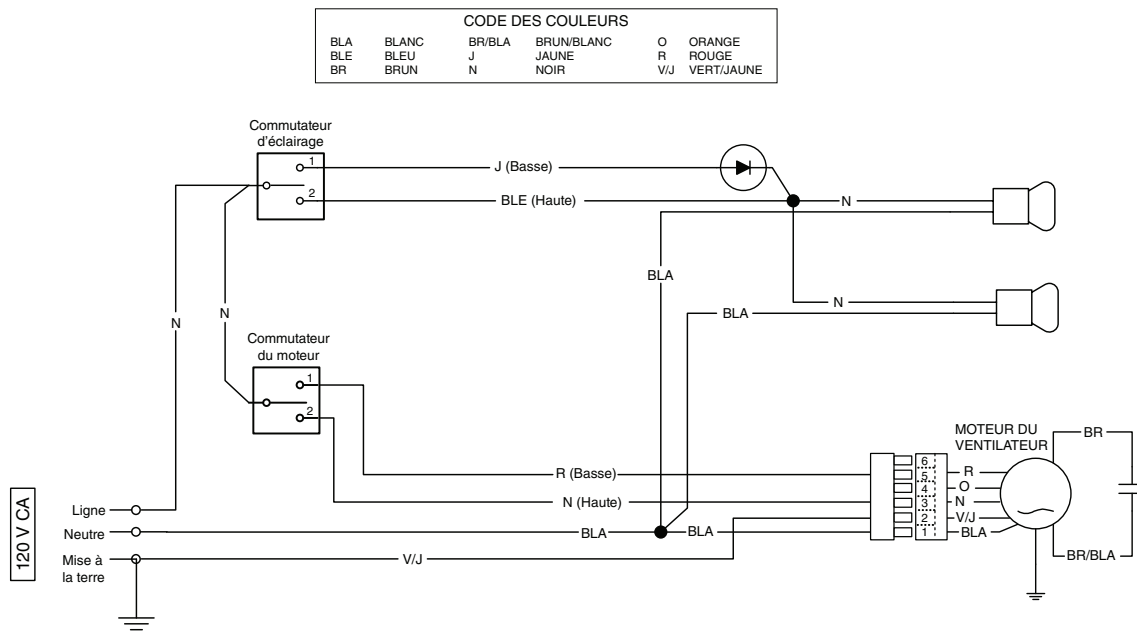 CODE DES COULEURS
BLA BLANC BR/BLA BRUN/BLANC O ORANGE
BLE BLEU J JAUNE R ROUGE
BR BRUN N NOIR V/J VERT/JAUNE
Commutateur
d'éclairage
1
J (Basse)
2
BLE (Haute)
N
BLA
N
N
N
BLA
Commutateur
du moteur
1
2
MOTEUR DU
VENTILATEUR
BR
6
R (Basse)
5
R
4
O
N (Haute)
3
N
2
V/J
1
BLA
BLA
BLA
BR/BLA
120 V CA
Ligne
Neutre
Mise à
la terre
V/J